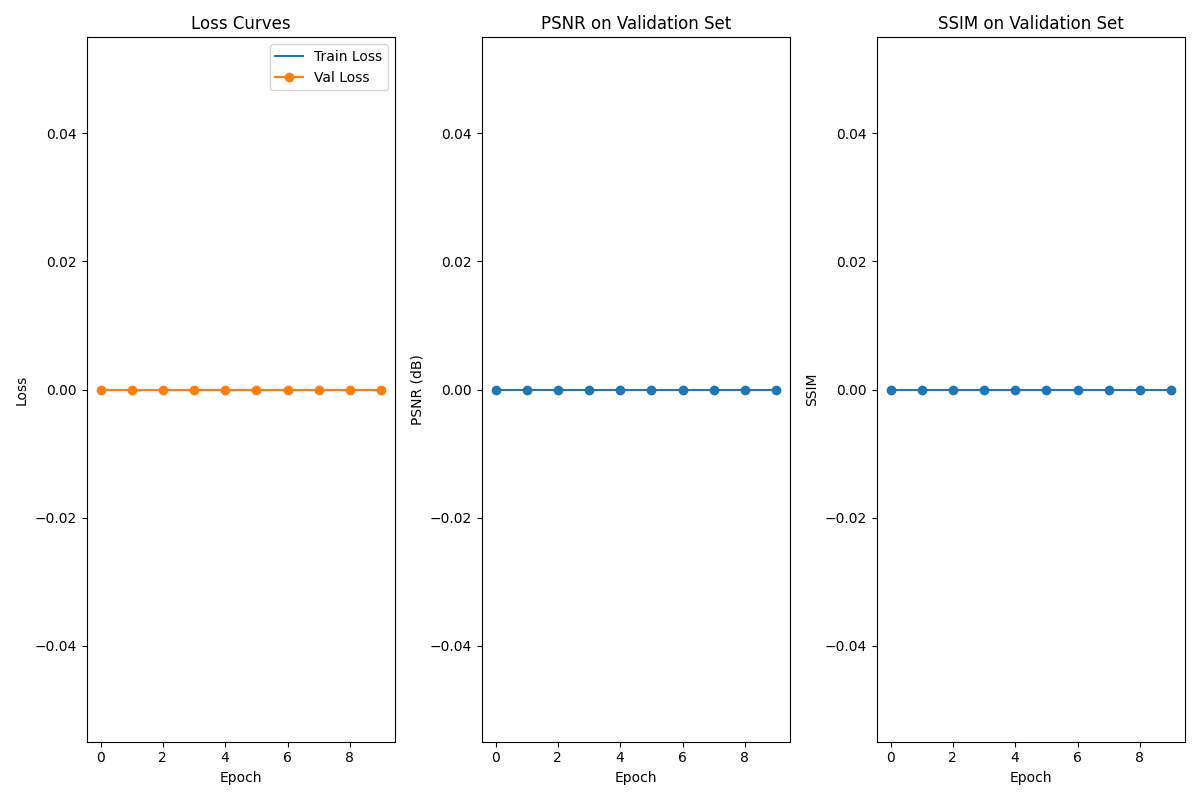 Loss Curves
Train Loss
Val Loss
0.04
0.02
0.00
−0.02
−0.04
Loss
0 2 4 6 8
Epoch
PSNR on Validation Set
0.04
0.02
0.00
−0.02
−0.04
PSNR (dB)
0 2 4 6 8
Epoch
SSIM on Validation Set
0.04
0.02
0.00
−0.02
−0.04
SSIM
0 2 4 6 8
Epoch